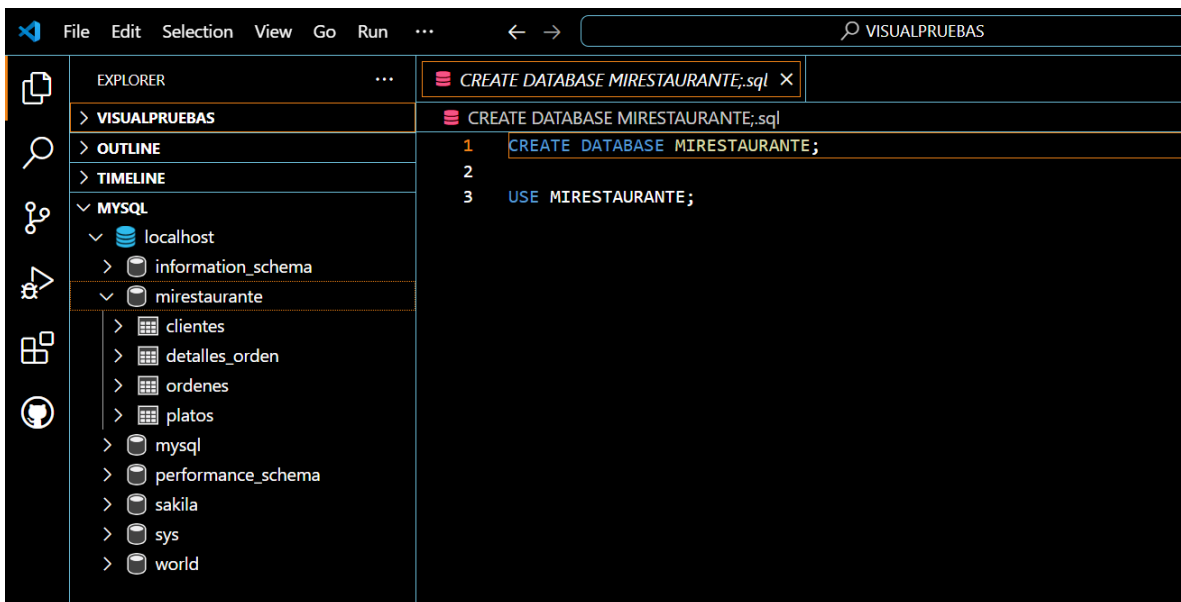 File Edit Selection View Go Run ··· ← → VISUALPRUEBAS
EXPLORER ···
VISUALPRUEBAS
OUTLINE
TIMELINE
MYSQL
localhost
information_schema
mirestaurante
clientes
detalles_orden
ordenes
platos
mysql
performance_schema
sakila
sys
world
CREATE DATABASE MIRESTAURANTE;.sql
CREATE DATABASE MIRESTAURANTE;.sql
1 CREATE DATABASE MIRESTAURANTE;
2
3 USE MIRESTAURANTE;